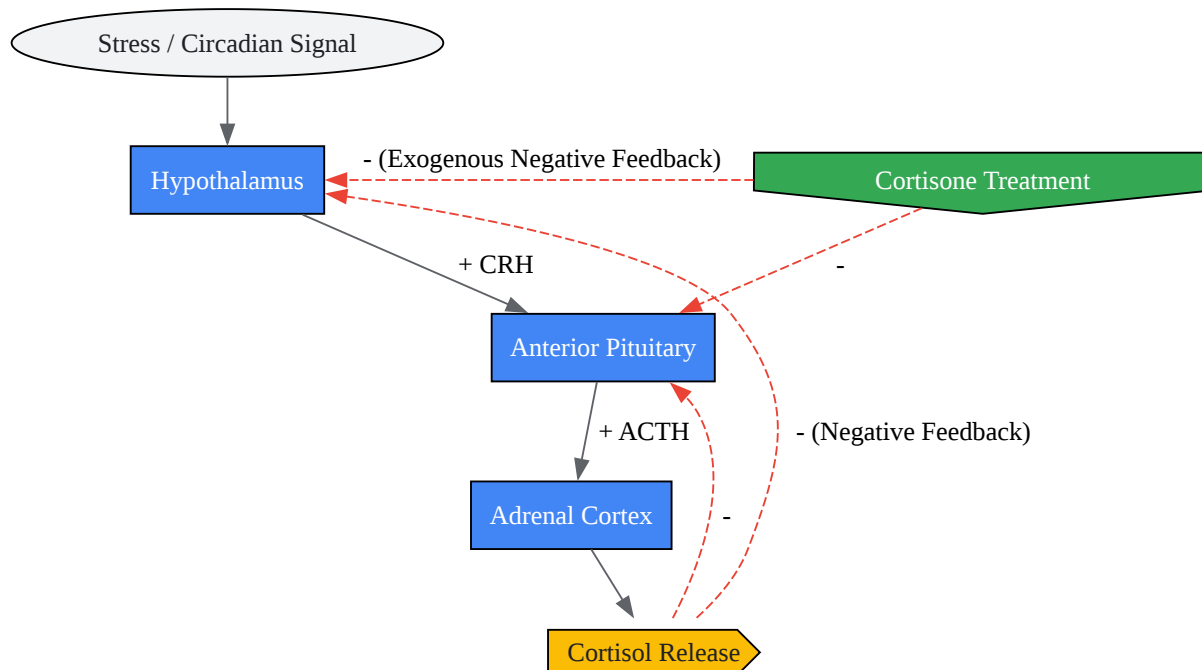 Stress / Circadian Signal
- (Exogenous Negative Feedback)
Hypothalamus
Cortisone Treatment
+ CRH
-
Anterior Pituitary
+ ACTH
- (Negative Feedback)
Adrenal Cortex
-
Cortisol Release